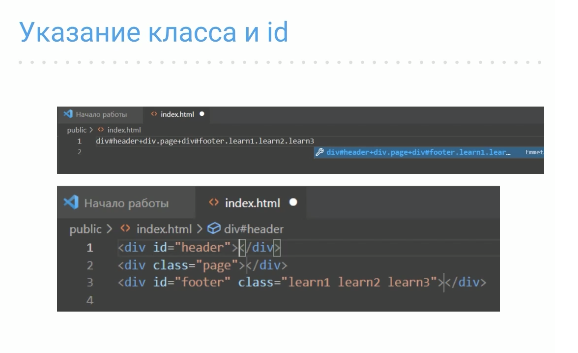 Указание класса и id
Начало работы index.html
public > index.html
1 div#header+div.page+div#footer.learn1.learn2.learn3
2 div#header+div.page+div#footer.learn1.lear…
Начало работы index.html
public > index.html > div#header
1 <div id="header"></div>
2 <div class="page"></div>
3 <div id="footer" class="learn1 learn2 learn3"></div>
4